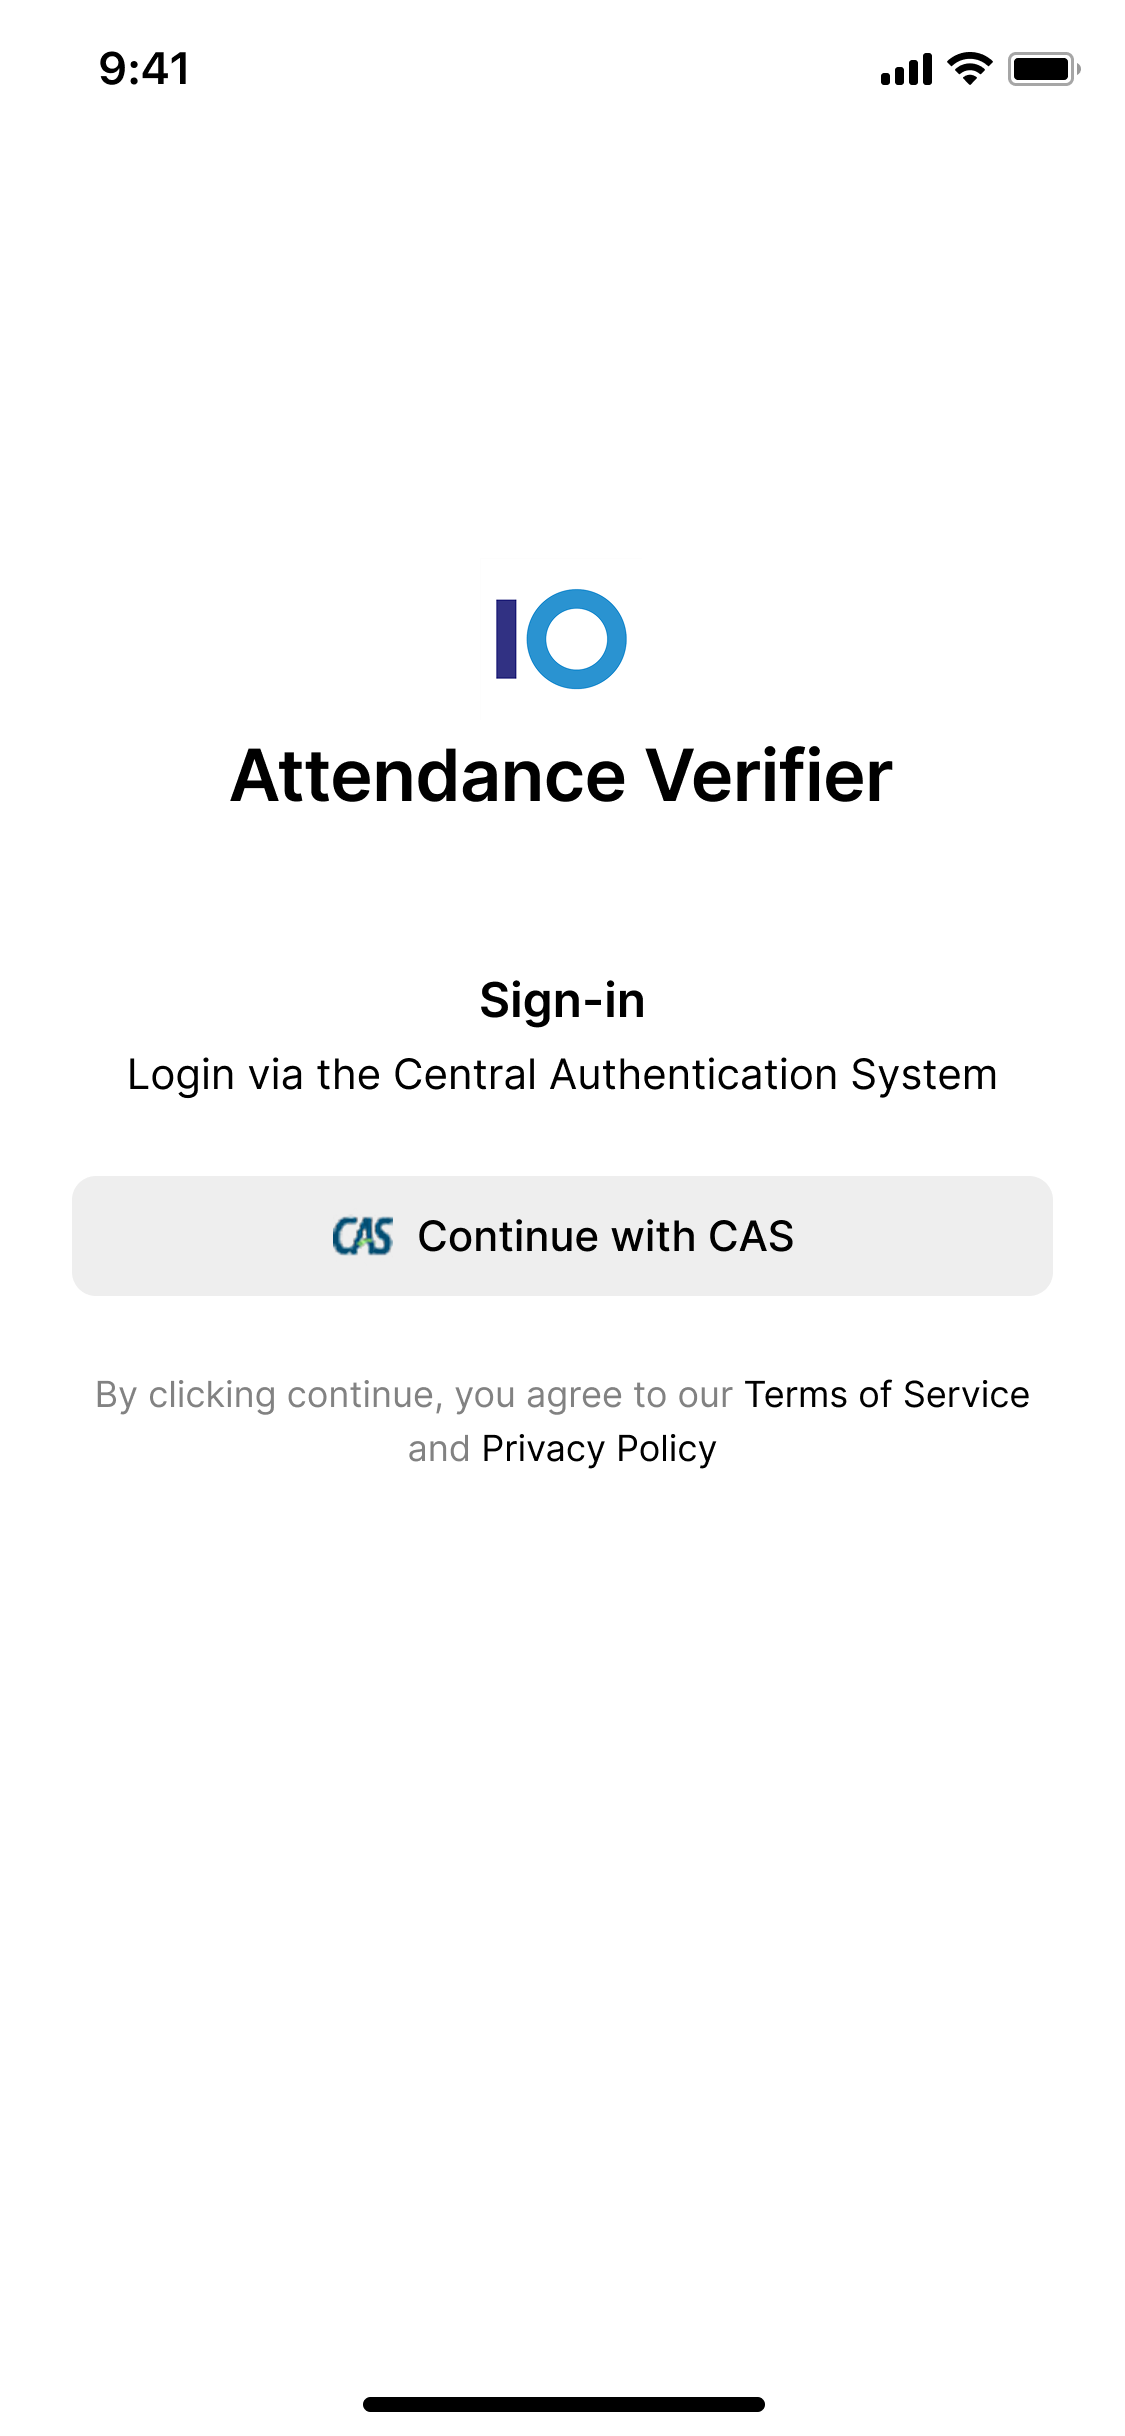 9:41
IO
Attendance Verifier
Sign-in
Login via the Central Authentication System
CAS Continue with CAS
By clicking continue, you agree to our Terms of Service
and Privacy Policy